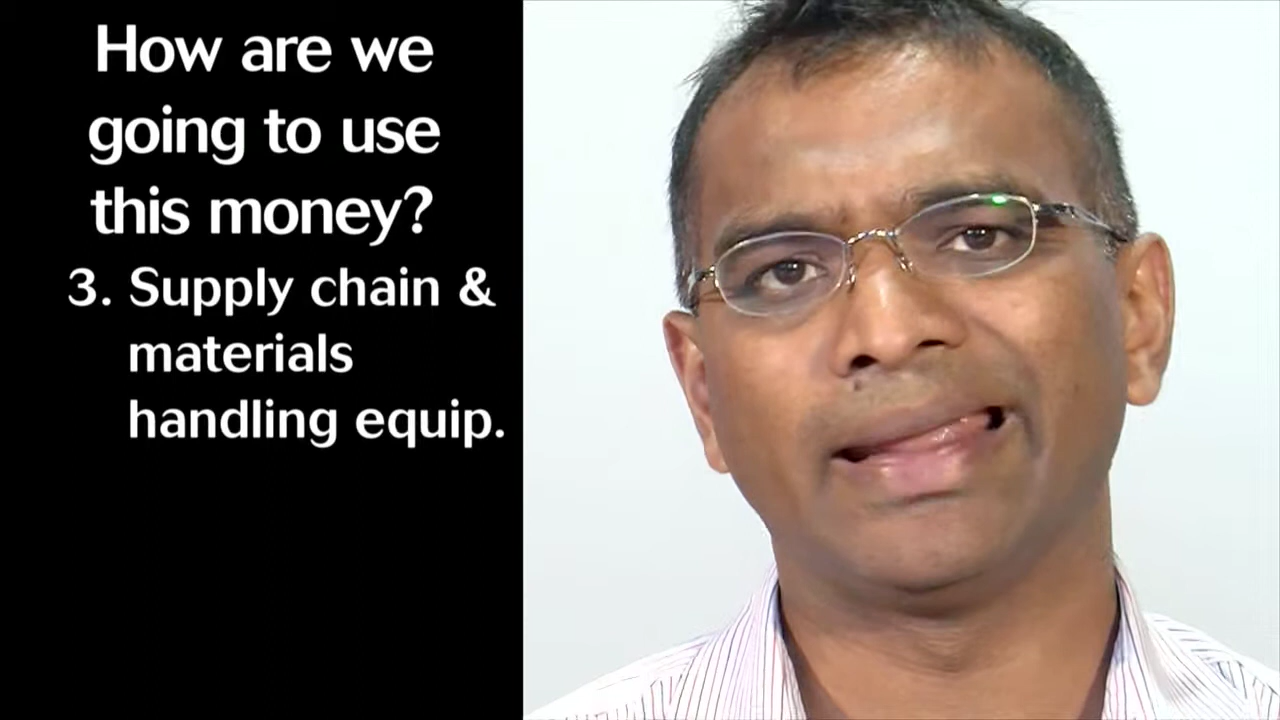 How are we
going to use
this money?
3. Supply chain &
materials
handling equip.